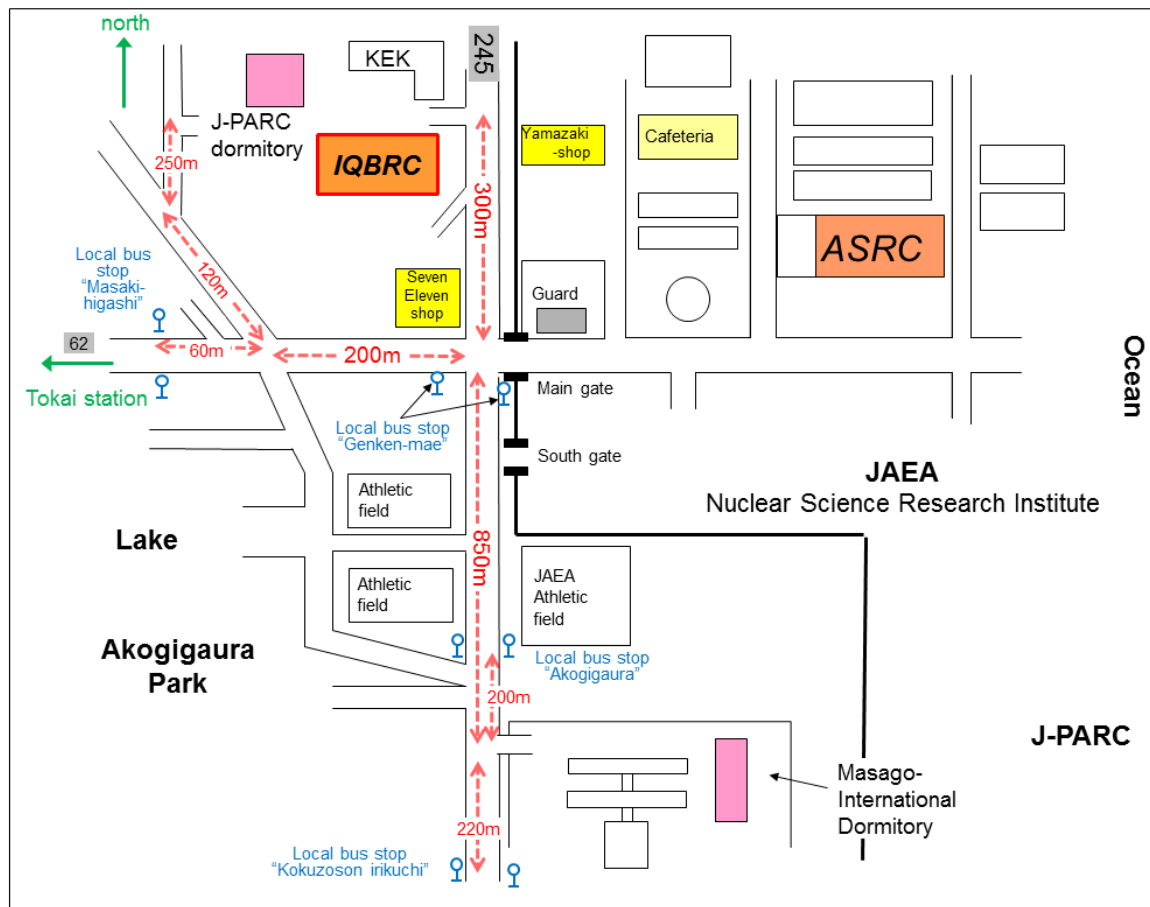 north
245
KEK
J-PARC
dormitory
IQBRC
Yamazaki
-shop
Cafeteria
250m
300m
ASRC
Local bus
stop
“Masaki-
higashi”
120m
Seven
Eleven
shop
Guard
62
60m
200m
Ocean
Tokai station
Main gate
Local bus stop
“Genken-mae”
South gate
JAEA
Nuclear Science Research Institute
Athletic
field
Lake
850m
Athletic
field
JAEA
Athletic
field
Akogigaura
Park
Local bus stop
“Akogigaura”
200m
J-PARC
Masago-
International
Dormitory
220m
Local bus stop
“Kokuzoson irikuchi”